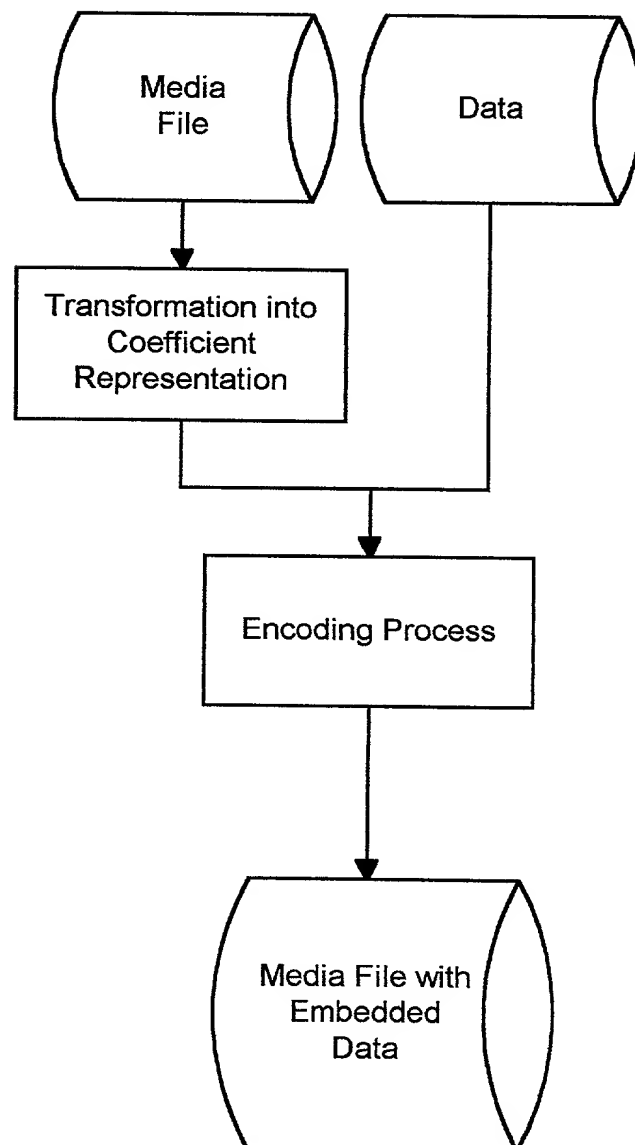 Media
File
Data
Transformation into
Coefficient
Representation
Encoding Process
Media File with
Embedded
Data